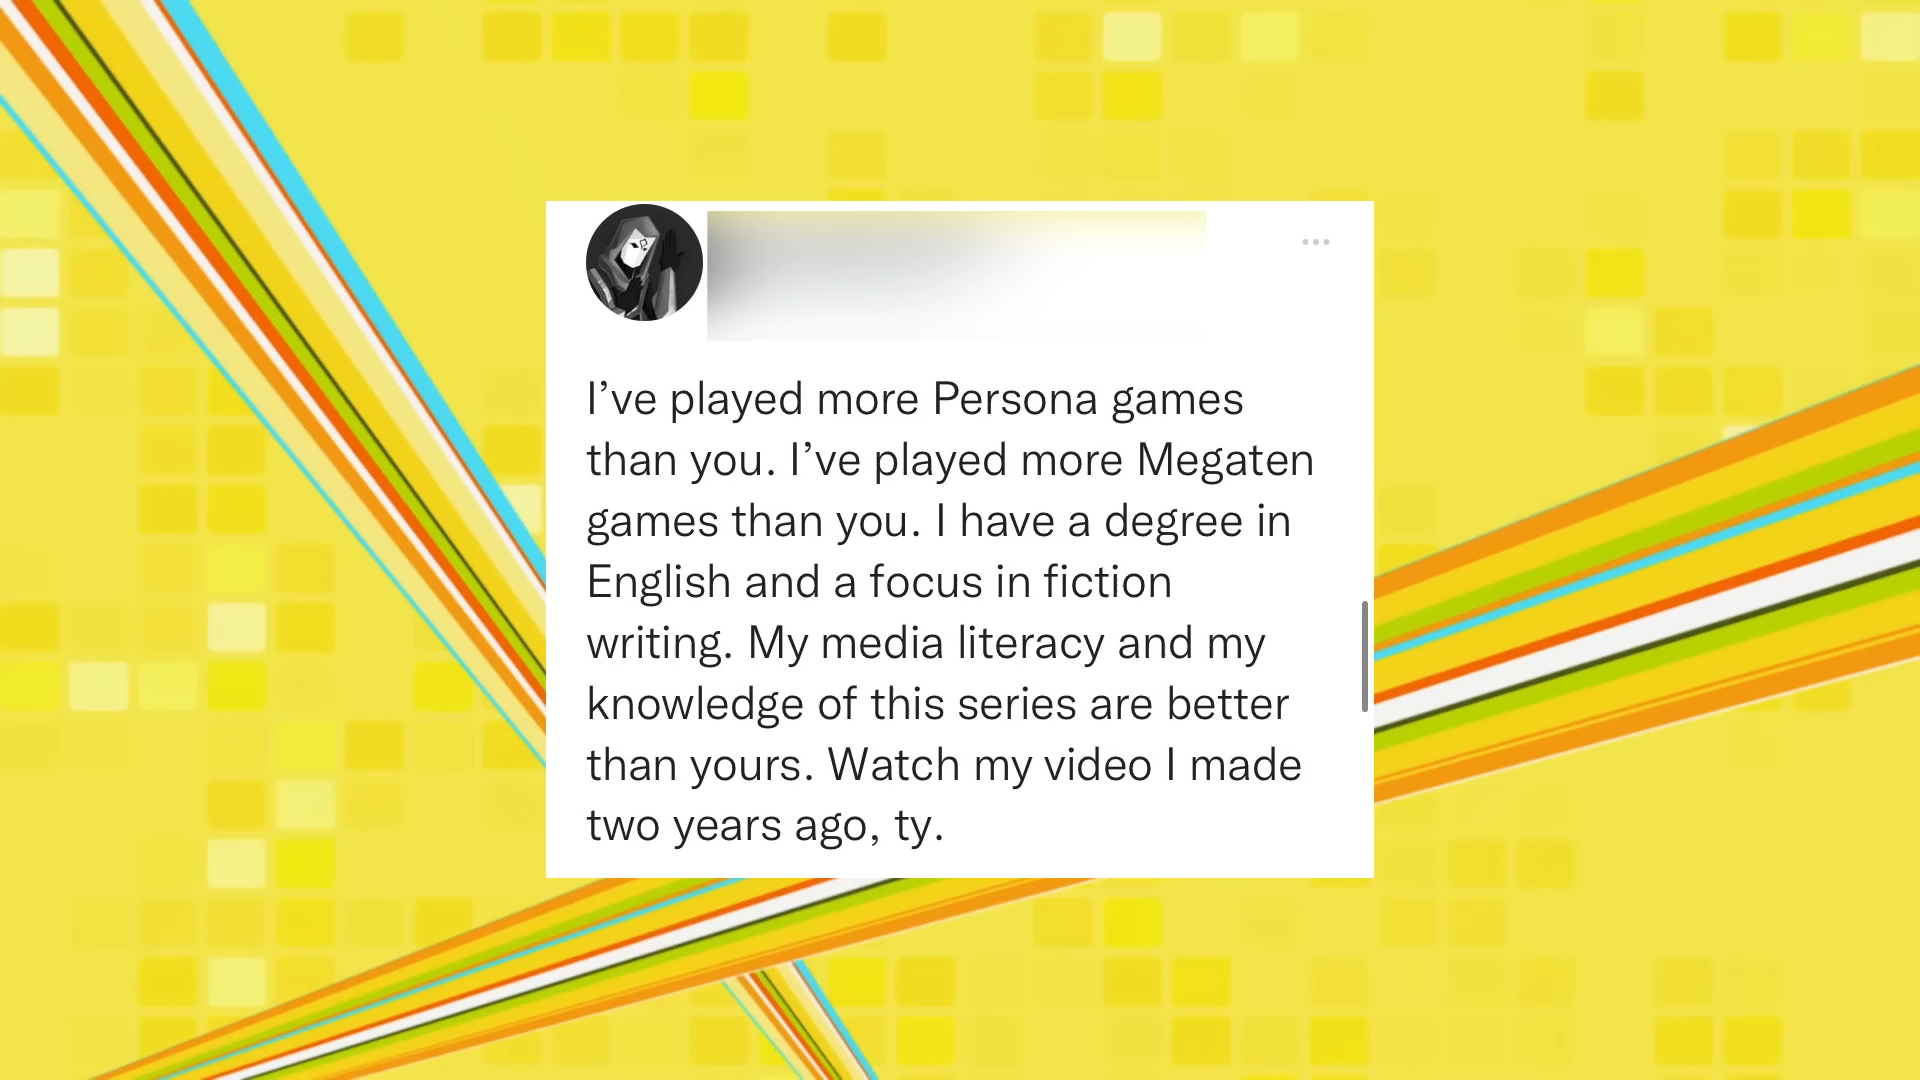 I’ve played more Persona games
than you. I’ve played more Megaten
games than you. I have a degree in
English and a focus in fiction
writing. My media literacy and my
knowledge of this series are better
than yours. Watch my video I made
two years ago, ty.